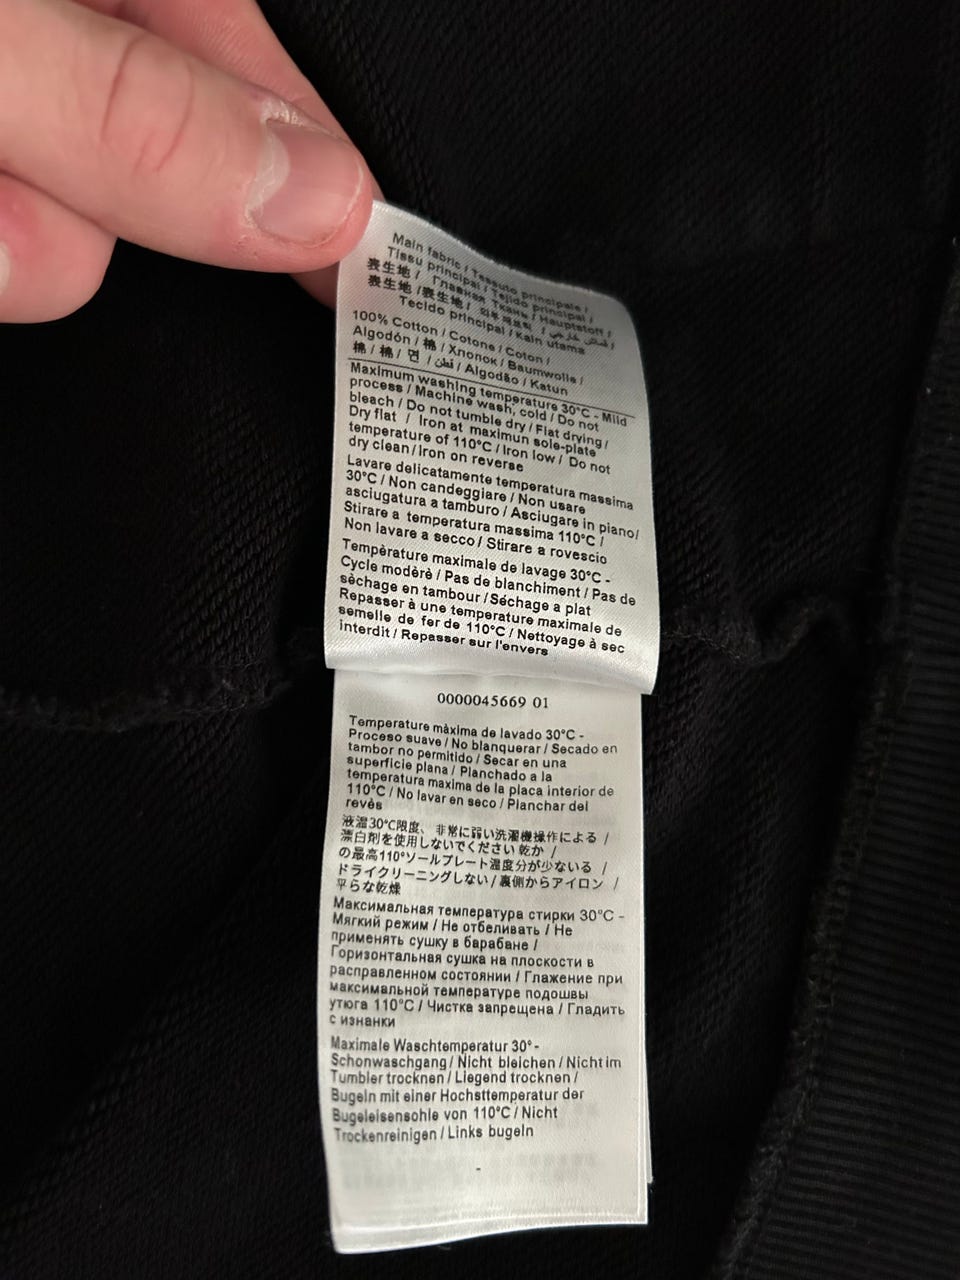 Main fabric / Tessuto principale /
Tissu principal / Tejido principal /
表生地 / Главная Ткань / Hauptstoff /
表生地 /表生地 / / قماش خارجي /
Tecido principal / Kain utama
100% Cotton / Cotone / Coton /
Algodón / 棉 / Хлопок / Baumwolle /
棉 / 棉 / 면 / قطن / Algodão / Katun
Maximum washing temperature 30°C - Mild
process / Machine wash, cold / Do not
bleach / Do not tumble dry / Flat drying /
Dry flat / Iron at maximun sole-plate
temperature of 110°C / Iron low / Do not
dry clean / Iron on reverse
Lavare delicatamente temperatura massima
30°C / Non candeggiare / Non usare
asciugatura a tamburo / Asciugare in piano/
Stirare a temperatura massima 110°C /
Non lavare a secco / Stirare a rovescio
Tempèrature maximale de lavage 30°C -
Cycle modèrè / Pas de blanchiment / Pas de
sèchage en tambour / Séchage a plat
Repasser à une temperature maximale de
semelle de fer de 110°C / Nettoyage à sec
interdit / Repasser sur l'envers
0000045669 01
Temperature màxima de lavado 30°C -
Proceso suave / No blanquerar / Secado en
tambor no permitido / Secar en una
superficie plana / Planchado a la
temperatura maxima de la placa interior de
110°C / No lavar en seco / Planchar del
revès
液温30°C限度、 非常に弱い洗濯機操作による /
漂白剤を使用しないでください 乾か /
の最高110°ソールプレート温度分が少ないる /
ドライクリーニングしない / 裏側からアイロン /
平らな乾燥
Максимальная температура стирки 30°C -
Мягкий режим / Не отбеливать / Не
применять сушку в барабане /
Горизонтальная сушка на плоскости в
расправленном состоянии / Глажение при
максимальной температуре подошвы
утюга 110°C / Чистка запрещена / Гладить
с изнанки
Maximale Waschtemperatur 30° -
Schonwaschgang / Nicht bleichen / Nicht im
Tumbler trocknen / Liegend trocknen /
Bugeln mit einer Hochsttemperatur der
Bugeleisensohle von 110°C / Nicht
Trockenreinigen / Links bugeln
-